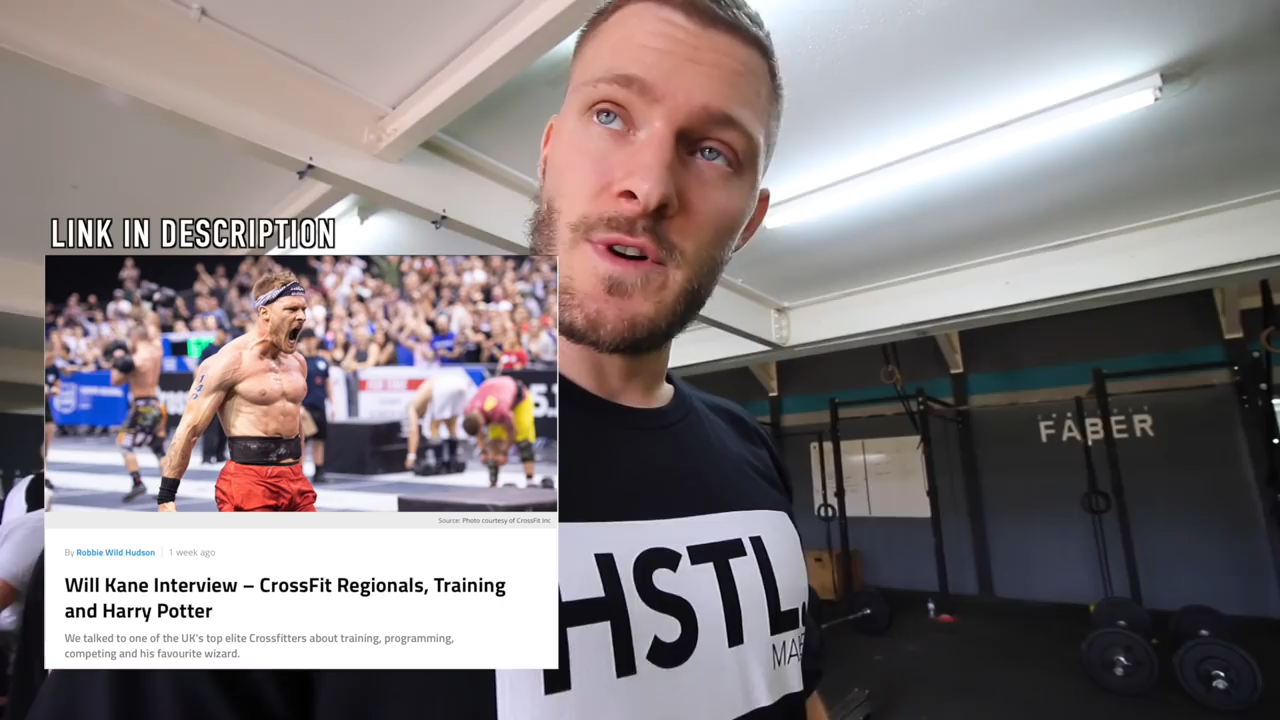 LINK IN DESCRIPTION
Source: Photo courtesy of CrossFit Inc
By Robbie Wild Hudson
1 week ago
Will Kane Interview – CrossFit Regionals, Training
and Harry Potter
We talked to one of the UK's top elite Crossfitters about training, programming,
competing and his favourite wizard.
HSTL.
FABER